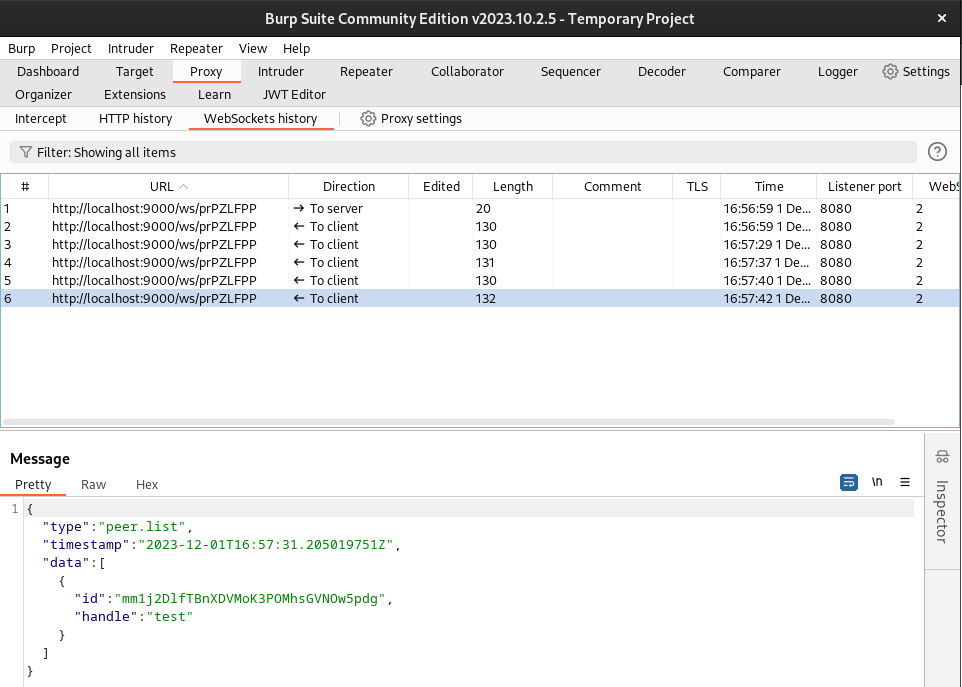 Burp Suite Community Edition v2023.10.2.5 - Temporary Project
Burp Project Intruder Repeater View Help
Dashboard Target Proxy Intruder Repeater Collaborator Sequencer Decoder Comparer Logger Settings
Organizer Extensions Learn JWT Editor
Intercept HTTP history WebSockets history Proxy settings
Filter: Showing all items
# URL Direction Edited Length Comment TLS Time Listener port WebS
1 http://localhost:9000/ws/prPZLFPP → To server 20 16:56:59 1 De... 8080 2
2 http://localhost:9000/ws/prPZLFPP ← To client 130 16:56:59 1 De... 8080 2
3 http://localhost:9000/ws/prPZLFPP ← To client 130 16:57:29 1 De... 8080 2
4 http://localhost:9000/ws/prPZLFPP ← To client 131 16:57:37 1 De... 8080 2
5 http://localhost:9000/ws/prPZLFPP ← To client 130 16:57:40 1 De... 8080 2
6 http://localhost:9000/ws/prPZLFPP ← To client 132 16:57:42 1 De... 8080 2
Message
Pretty Raw Hex \n
Inspector
1 {
"type":"peer.list",
"timestamp":"2023-12-01T16:57:31.205019751Z",
"data":[
{
"id":"mm1j2DlfTBnXDVMoK3POMhsGVNOw5pdg",
"handle":"test"
}
]
}